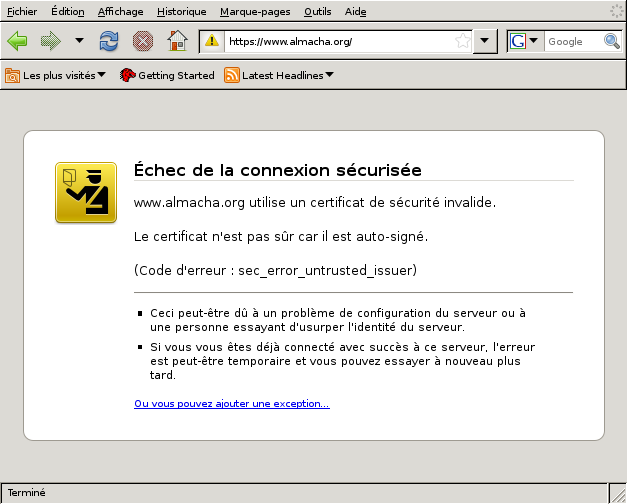 Fichier Édition Affichage Historique Marque-pages Outils Aide
https://www.almacha.org/ G Google
Les plus visités Getting Started Latest Headlines
Échec de la connexion sécurisée
www.almacha.org utilise un certificat de sécurité invalide.
Le certificat n'est pas sûr car il est auto-signé.
(Code d'erreur : sec_error_untrusted_issuer)
Ceci peut-être dû à un problème de configuration du serveur ou à
une personne essayant d'usurper l'identité du serveur.
Si vous vous êtes déjà connecté avec succès à ce serveur, l'erreur
est peut-être temporaire et vous pouvez essayer à nouveau plus
tard.
Ou vous pouvez ajouter une exception...
Terminé